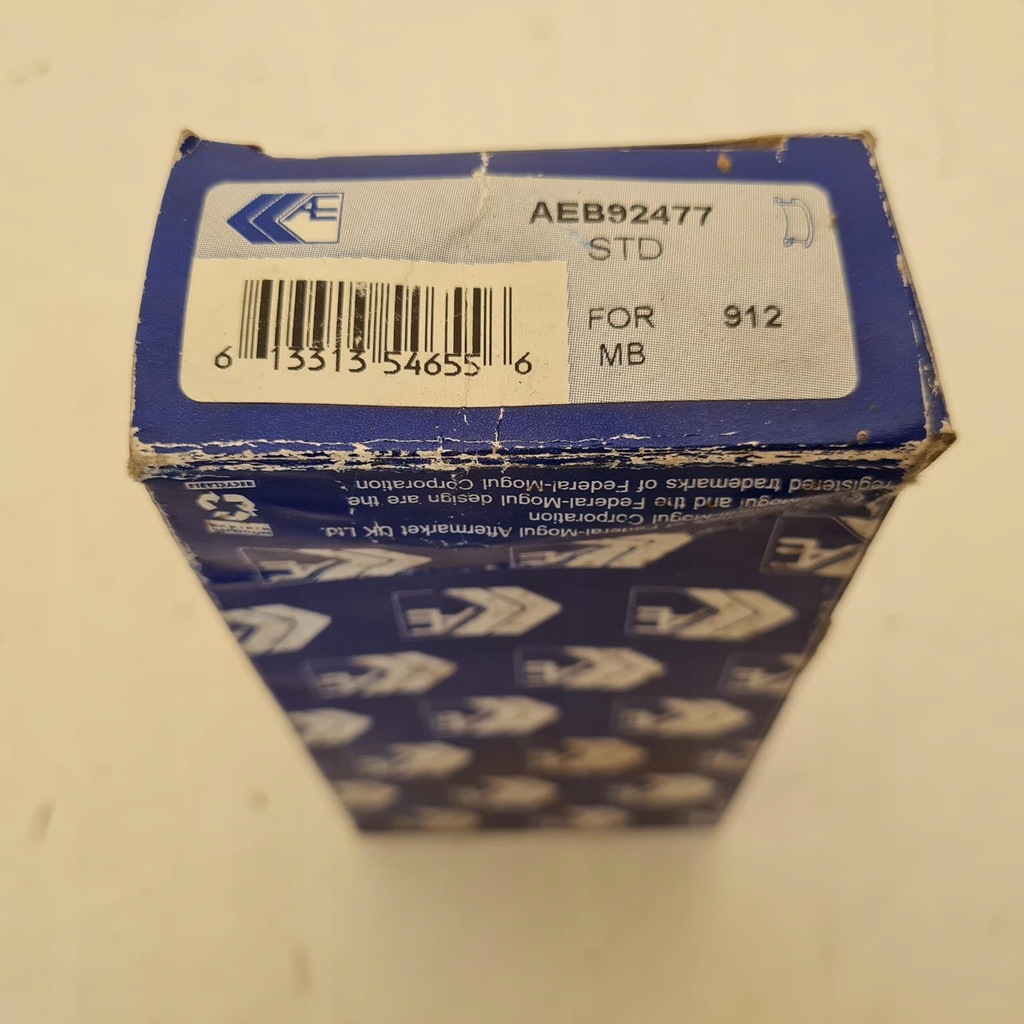 AE
AEB92477
STD
FOR 912
MB
6 13313 54655 6
Federal-Mogul Aftermarket UK Ltd.
Mogul Corporation
Mogul and the Federal-Mogul design are the
registered trademarks of Federal-Mogul Corporation
RECYCLABLE